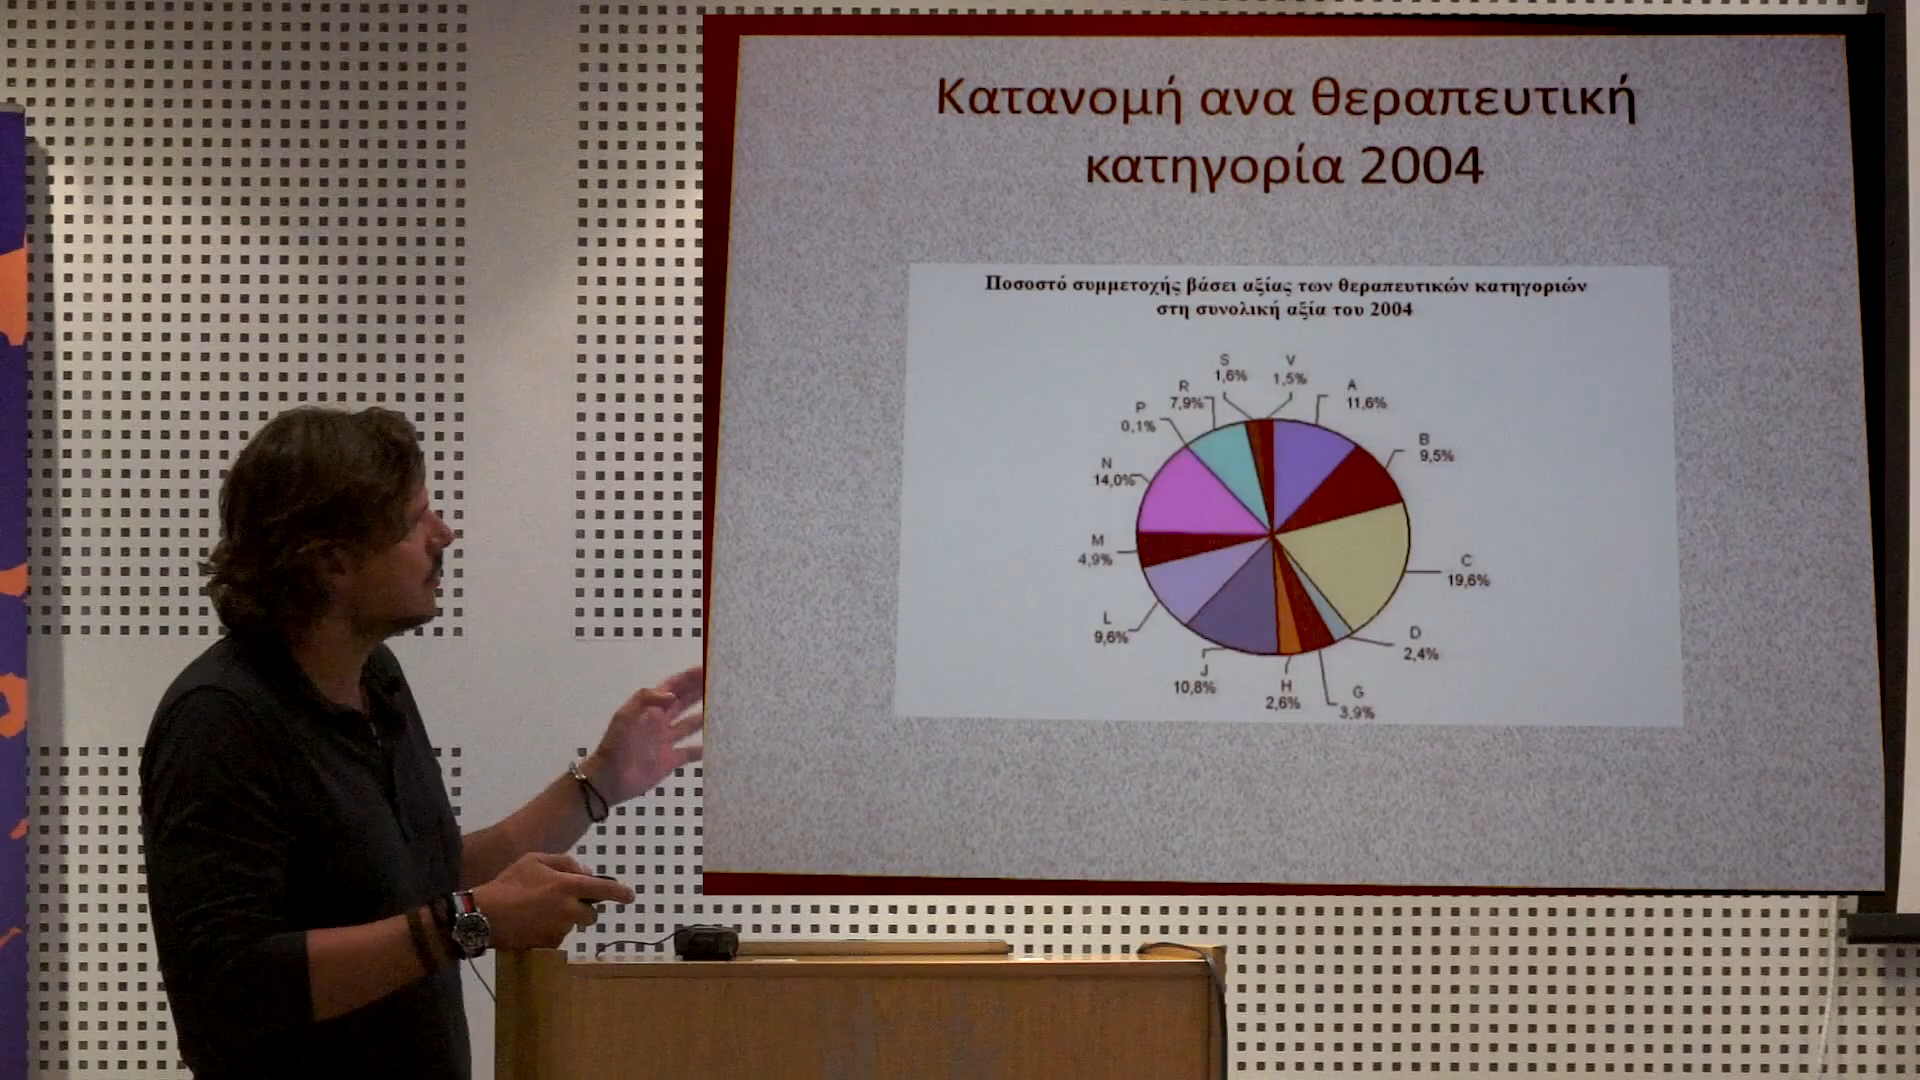 Κατανομή ανα θεραπευτική
κατηγορία 2004
Ποσοστό συμμετοχής βάσει αξίας των θεραπευτικών κατηγοριών
στη συνολική αξία του 2004
S
1,6%
V
1,5%
A
11,6%
R
7,9%
P
0,1%
B
9,5%
N
14,0%
M
4,9%
C
19,6%
L
9,6%
D
2,4%
J
10,8%
H
2,6%
G
3,9%